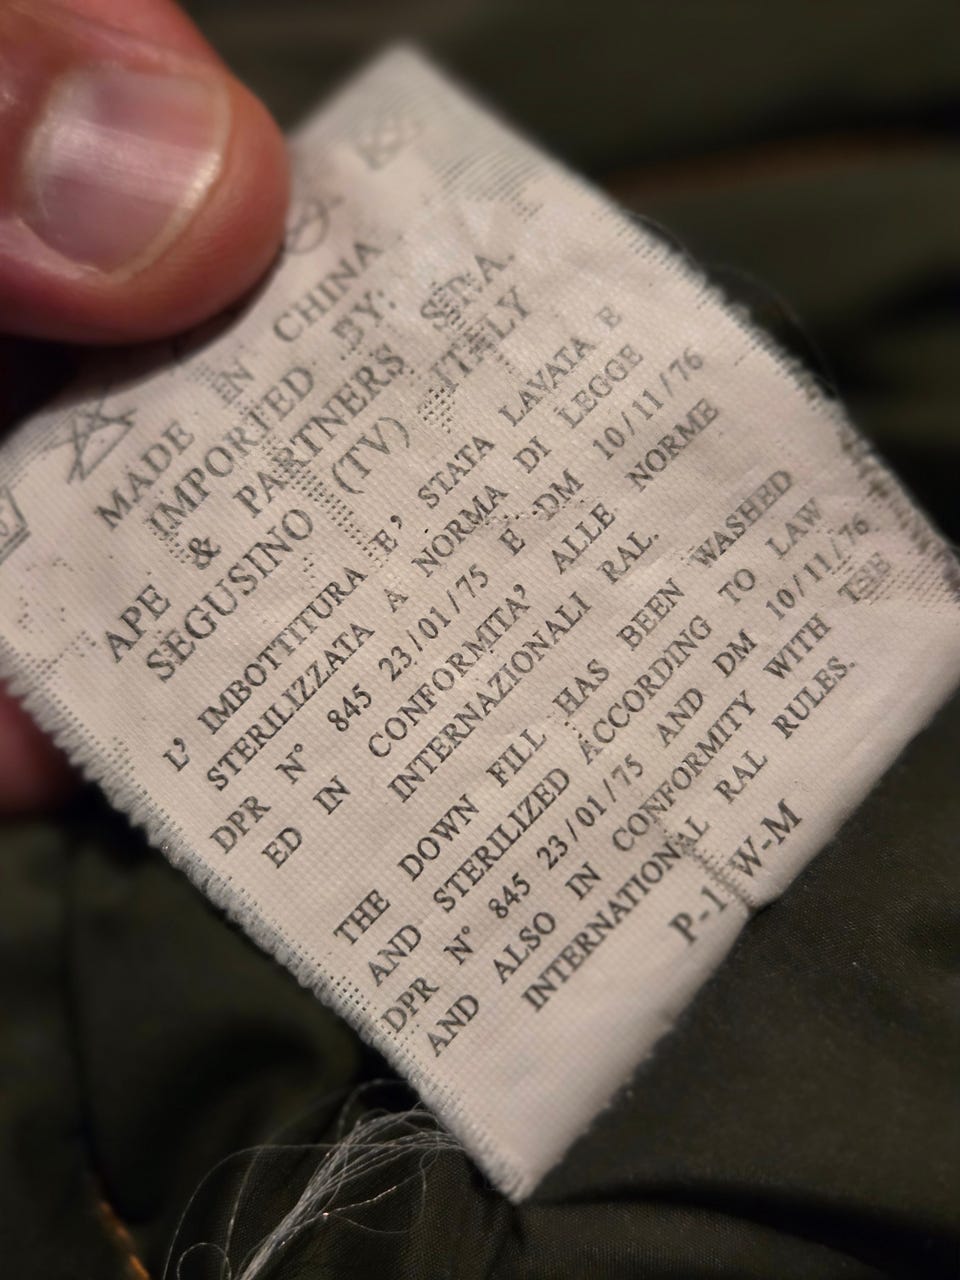 MADE IN CHINA
IMPORTED BY:
APE & PARTNERS S.P.A.
SEGUSINO (TV) ITALY
L' IMBOTTITURA E' STATA LAVATA E
STERILIZZATA A NORMA DI LEGGE
DPR N° 845 23/01/75 E DM 10/11/76
ED IN CONFORMITA' ALLE NORME
INTERNAZIONALI RAL.
THE DOWN FILL HAS BEEN WASHED
AND STERILIZED ACCORDING TO LAW
DPR N° 845 23/01/75 AND DM 10/11/76
AND ALSO IN CONFORMITY WITH THE
INTERNATIONAL RAL RULES.
P-1 W-M